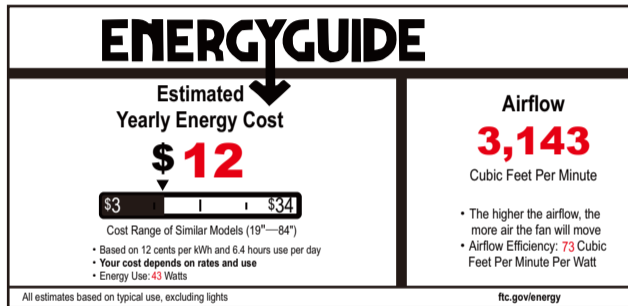 ENERGYGUIDE
Estimated
Yearly Energy Cost
$ 12
$3 $34
Cost Range of Similar Models (19"—84")
• Based on 12 cents per kWh and 6.4 hours use per day
• Your cost depends on rates and use
• Energy Use: 43 Watts
Airflow
3,143
Cubic Feet Per Minute
• The higher the airflow, the
more air the fan will move
• Airflow Efficiency: 73 Cubic
Feet Per Minute Per Watt
All estimates based on typical use, excluding lights
ftc.gov/energy